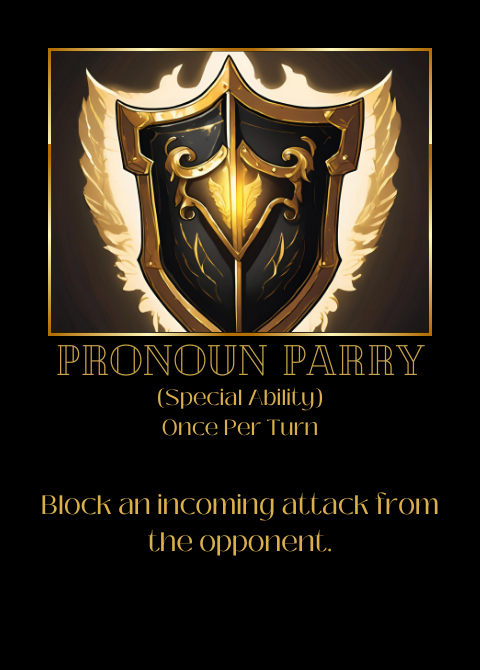 PRONOUN PARRY
(Special Ability)
Once Per Turn
Block an incoming attack from
the opponent.